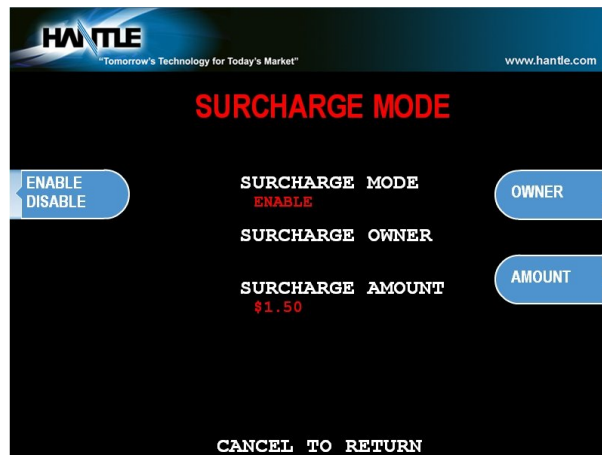 HANTLE
"Tomorrow's Technology for Today's Market"
www.hantle.com
SURCHARGE MODE
ENABLE
DISABLE
SURCHARGE MODE
ENABLE
OWNER
SURCHARGE OWNER
SURCHARGE AMOUNT
$1.50
AMOUNT
CANCEL TO RETURN